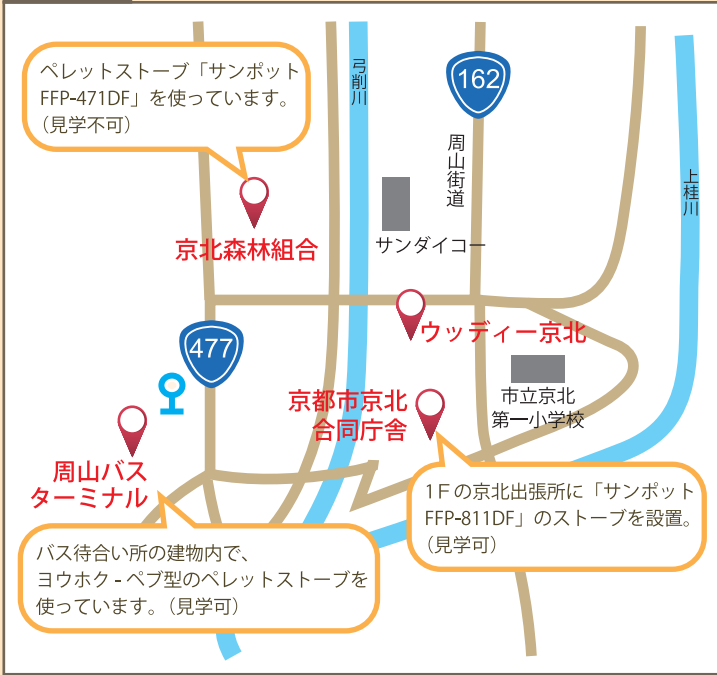 ペレットストーブ「サンポット
FFP-471DF」を使っています。
（見学不可）
弓削川
162
周山街道
上桂川
サンダイコー
京北森林組合
ウッディー京北
477
市立京北
第一小学校
京都市京北
合同庁舎
周山バス
ターミナル
1Fの京北出張所に「サンポット
FFP-811DF」のストーブを設置。
（見学可）
バス待合い所の建物内で、
ヨウホク - ペブ型のペレットストーブを
使っています。（見学可）